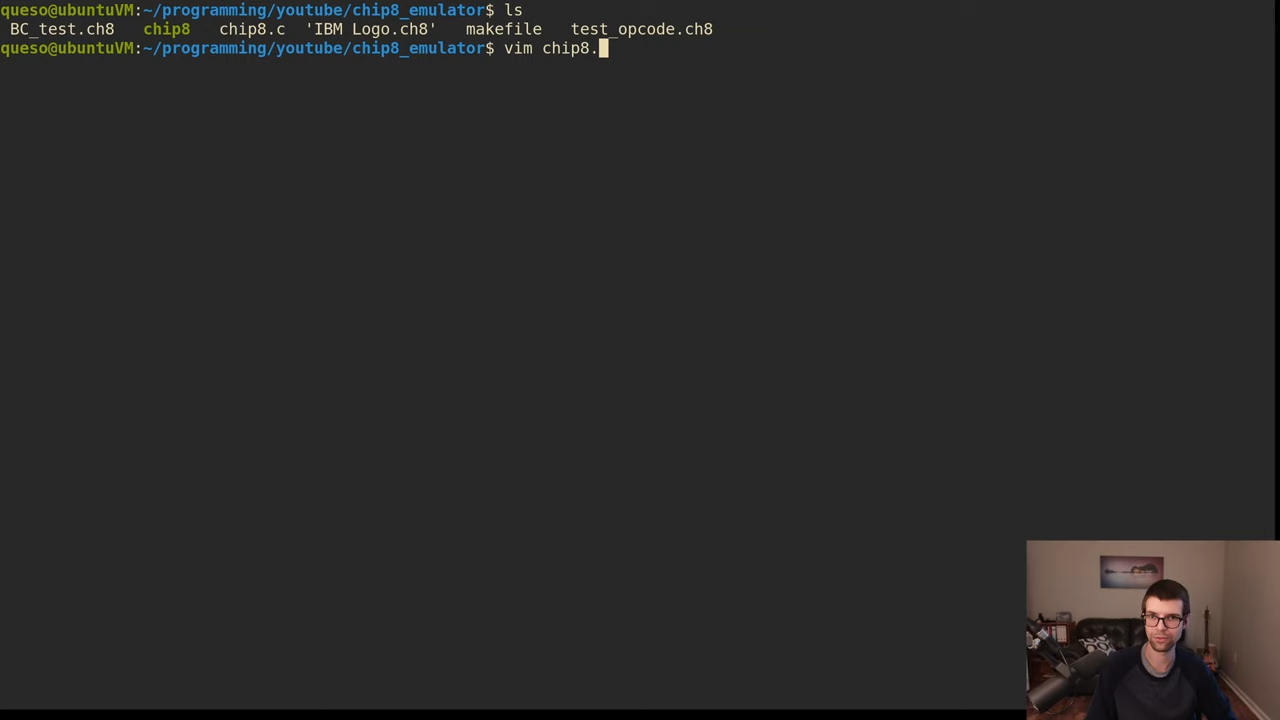 queso@ubuntuVM:~/programming/youtube/chip8_emulator$ ls
BC_test.ch8 chip8 chip8.c 'IBM Logo.ch8' makefile test_opcode.ch8
queso@ubuntuVM:~/programming/youtube/chip8_emulator$ vim chip8.